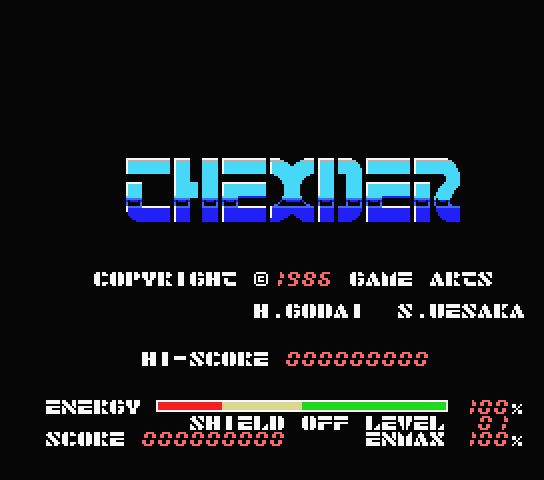 THEXDER
COPYRIGHT © 1986 GAME ARTS
H.GODAI S.UESAKA
HI-SCORE 000000000
ENERGY 100%
SHIELD OFF LEVEL 01
SCORE 000000000 ENMAX 100%